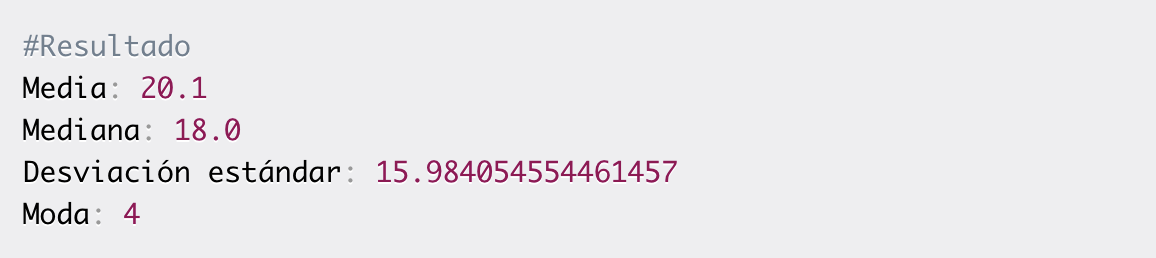 #Resultado
Media: 20.1
Mediana: 18.0
Desviación estándar: 15.984054554461457
Moda: 4